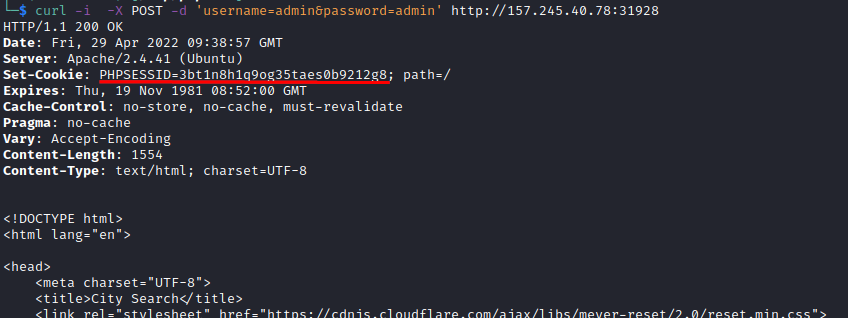 └─$ curl -i  -X POST -d 'username=admin&password=admin' http://157.245.40.78:31928
HTTP/1.1 200 OK
Date: Fri, 29 Apr 2022 09:38:57 GMT
Server: Apache/2.4.41 (Ubuntu)
Set-Cookie: PHPSESSID=3bt1n8h1q9og35taes0b9212g8; path=/
Expires: Thu, 19 Nov 1981 08:52:00 GMT
Cache-Control: no-store, no-cache, must-revalidate
Pragma: no-cache
Vary: Accept-Encoding
Content-Length: 1554
Content-Type: text/html; charset=UTF-8
<!DOCTYPE html>
<html lang="en">
<head>
    <meta charset="UTF-8">
    <title>City Search</title>
    <link rel="stylesheet" href="https://cdnjs.cloudflare.com/ajax/libs/meyer-reset/2.0/reset.min.css">